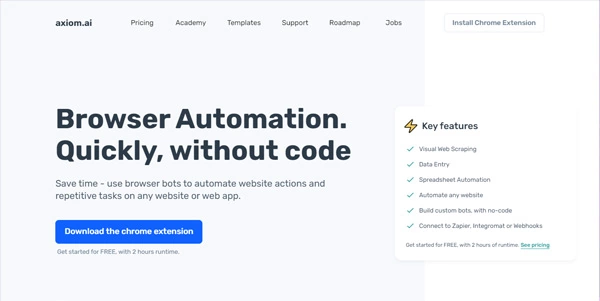 axiom.ai
Pricing
Academy
Templates
Support
Roadmap
Jobs
Install Chrome Extension
Browser Automation.
Quickly, without code
Save time - use browser bots to automate website actions and
repetitive tasks on any website or web app.
Download the chrome extension
Get started for FREE, with 2 hours runtime.
Key features
Visual Web Scraping
Data Entry
Spreadsheet Automation
Automate any website
Build custom bots, with no-code
Connect to Zapier, Integromat or Webhooks
Get started for FREE, with 2 hours of runtime. See pricing